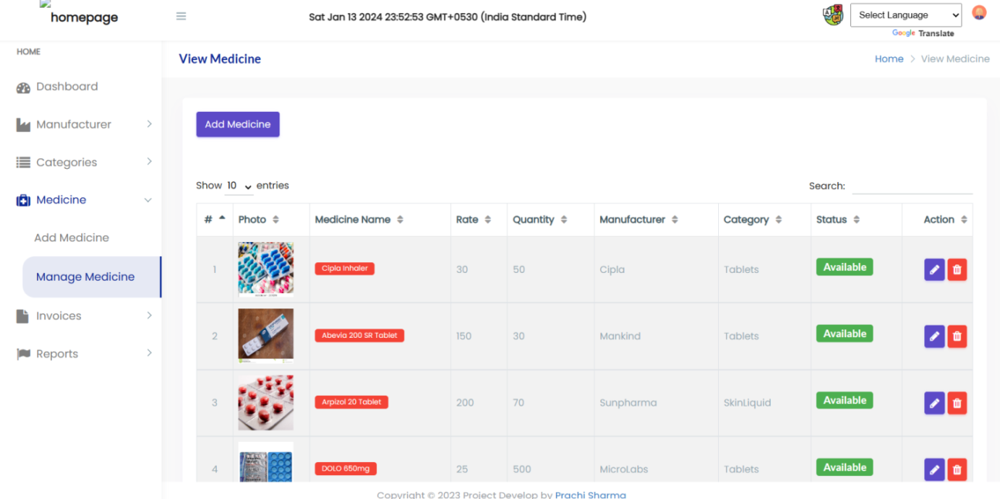 homepage
Sat Jan 13 2024 23:52:53 GMT+0530 (India Standard Time)
Select Language
Google Translate
HOME
View Medicine
Home > View Medicine
Dashboard
Manufacturer
Categories
Medicine
Add Medicine
Manage Medicine
Invoices
Reports
Add Medicine
Show 10 entries
Search:
# Photo Medicine Name Rate Quantity Manufacturer Category Status Action
1 Cipla Inhaler 30 50 Cipla Tablets Available
2 Abevia 200 SR Tablet 150 30 Mankind Tablets Available
3 Arpizol 20 Tablet 200 70 Sunpharma SkinLiquid Available
4 DOLO 650mg 25 500 MicroLabs Tablets Available
Copyright © 2023 Project Develop by Prachi Sharma